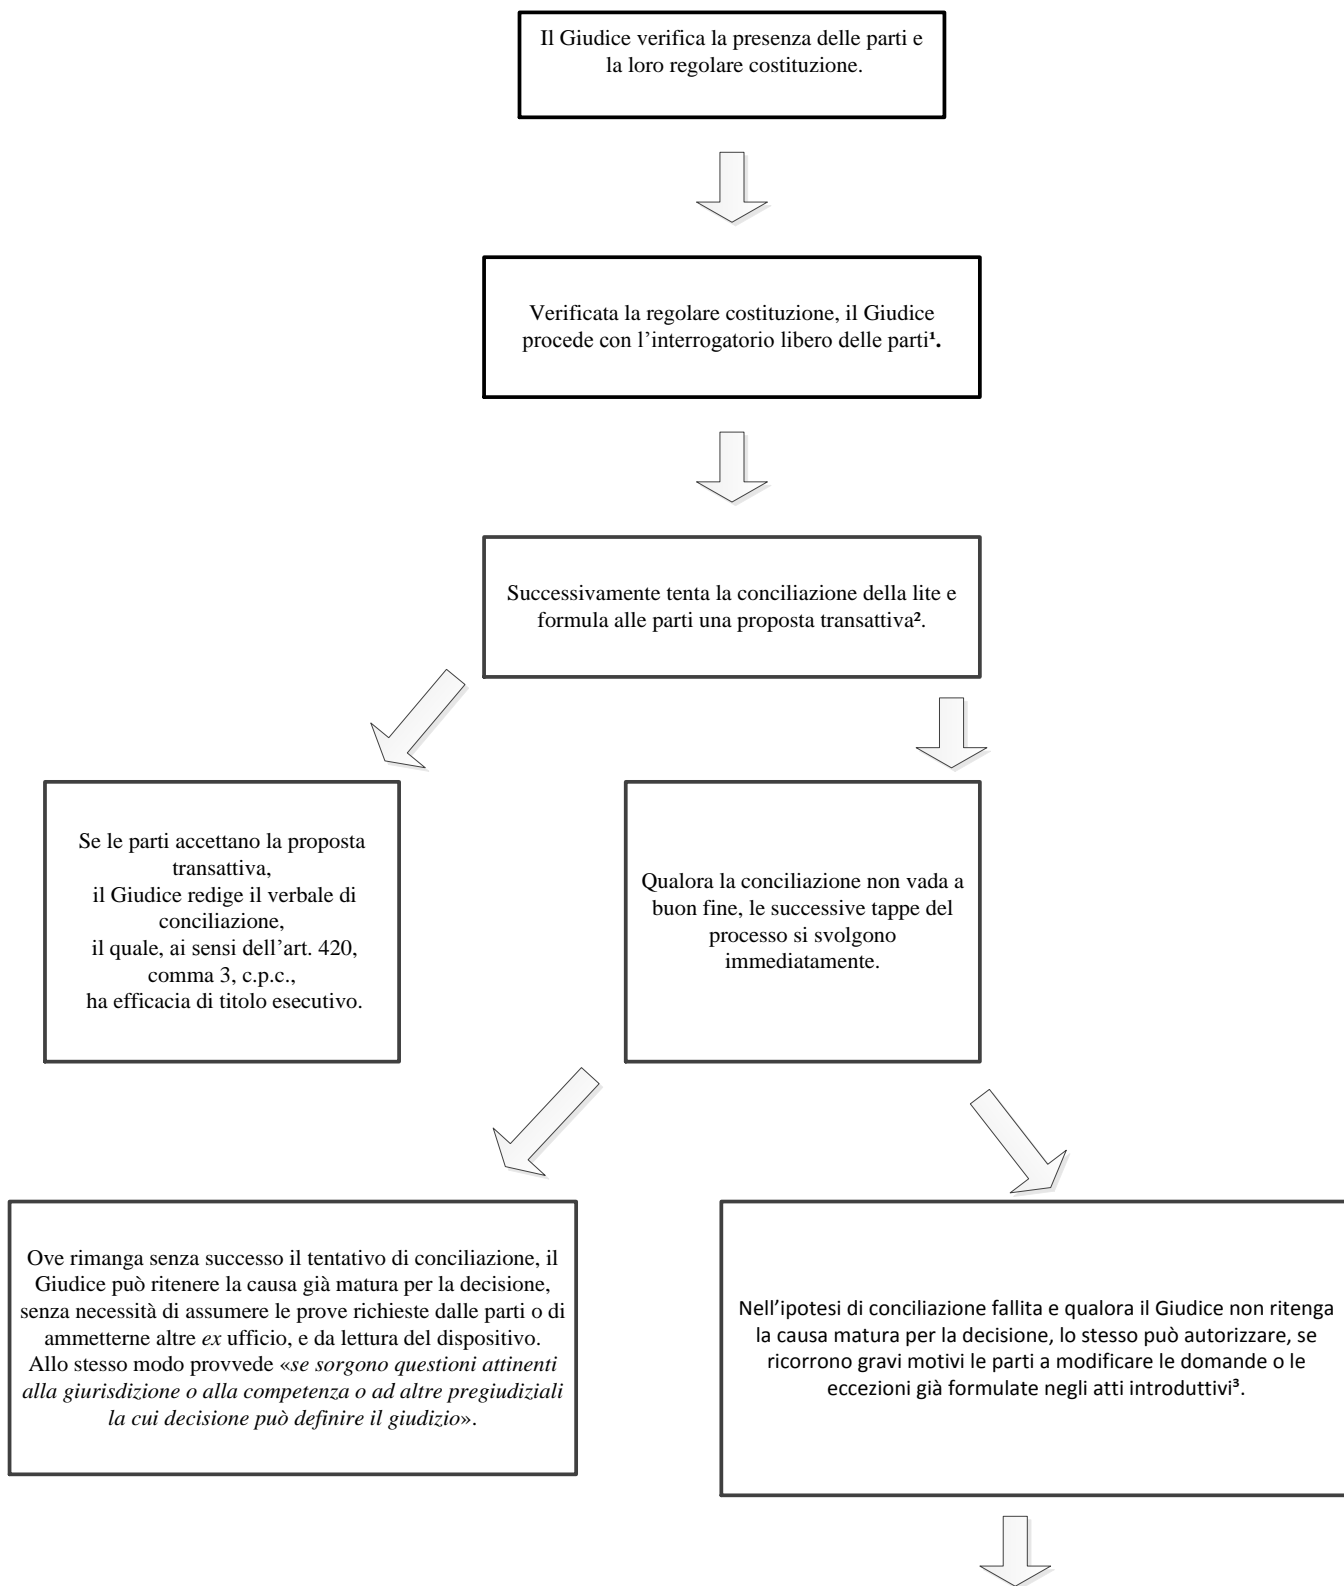 Il Giudice verifica la presenza delle parti e
la loro regolare costituzione.
Verificata la regolare costituzione, il Giudice
procede con l’interrogatorio libero delle parti¹.
Successivamente tenta la conciliazione della lite e
formula alle parti una proposta transattiva².
Se le parti accettano la proposta
transattiva,
il Giudice redige il verbale di
conciliazione,
il quale, ai sensi dell’art. 420,
comma 3, c.p.c.,
ha efficacia di titolo esecutivo.
Qualora la conciliazione non vada a
buon fine, le successive tappe del
processo si svolgono
immediatamente.
Ove rimanga senza successo il tentativo di conciliazione, il
Giudice può ritenere la causa già matura per la decisione,
senza necessità di assumere le prove richieste dalle parti o di
ammetterne altre ex ufficio, e da lettura del dispositivo.
Allo stesso modo provvede «se sorgono questioni attinenti
alla giurisdizione o alla competenza o ad altre pregiudiziali
la cui decisione può definire il giudizio».
Nell’ipotesi di conciliazione fallita e qualora il Giudice non ritenga
la causa matura per la decisione, lo stesso può autorizzare, se
ricorrono gravi motivi le parti a modificare le domande o le
eccezioni già formulate negli atti introduttivi³.